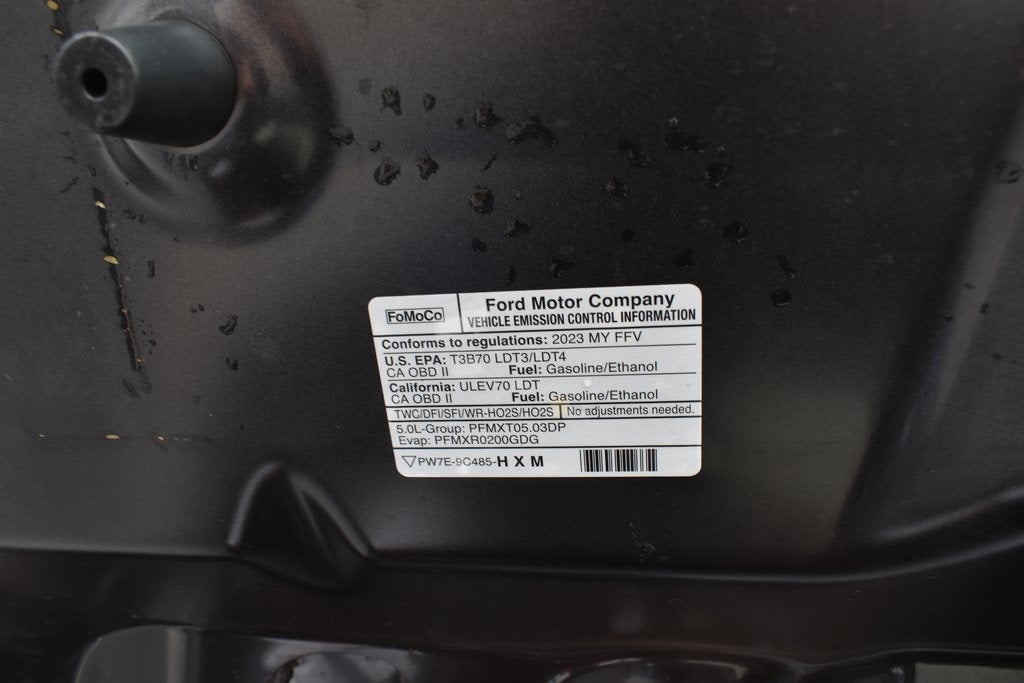 FoMoCo
Ford Motor Company
VEHICLE EMISSION CONTROL INFORMATION
Conforms to regulations: 2023 MY FFV
U.S. EPA: T3B70 LDT3/LDT4
CA OBD II Fuel: Gasoline/Ethanol
California: ULEV70 LDT
CA OBD II Fuel: Gasoline/Ethanol
TWC/DFI/SFI/WR-HO2S/HO2S No adjustments needed.
5.0L-Group: PFMXT05.03DP
Evap: PFMXR0200GDG
PW7E-9C485-H X M